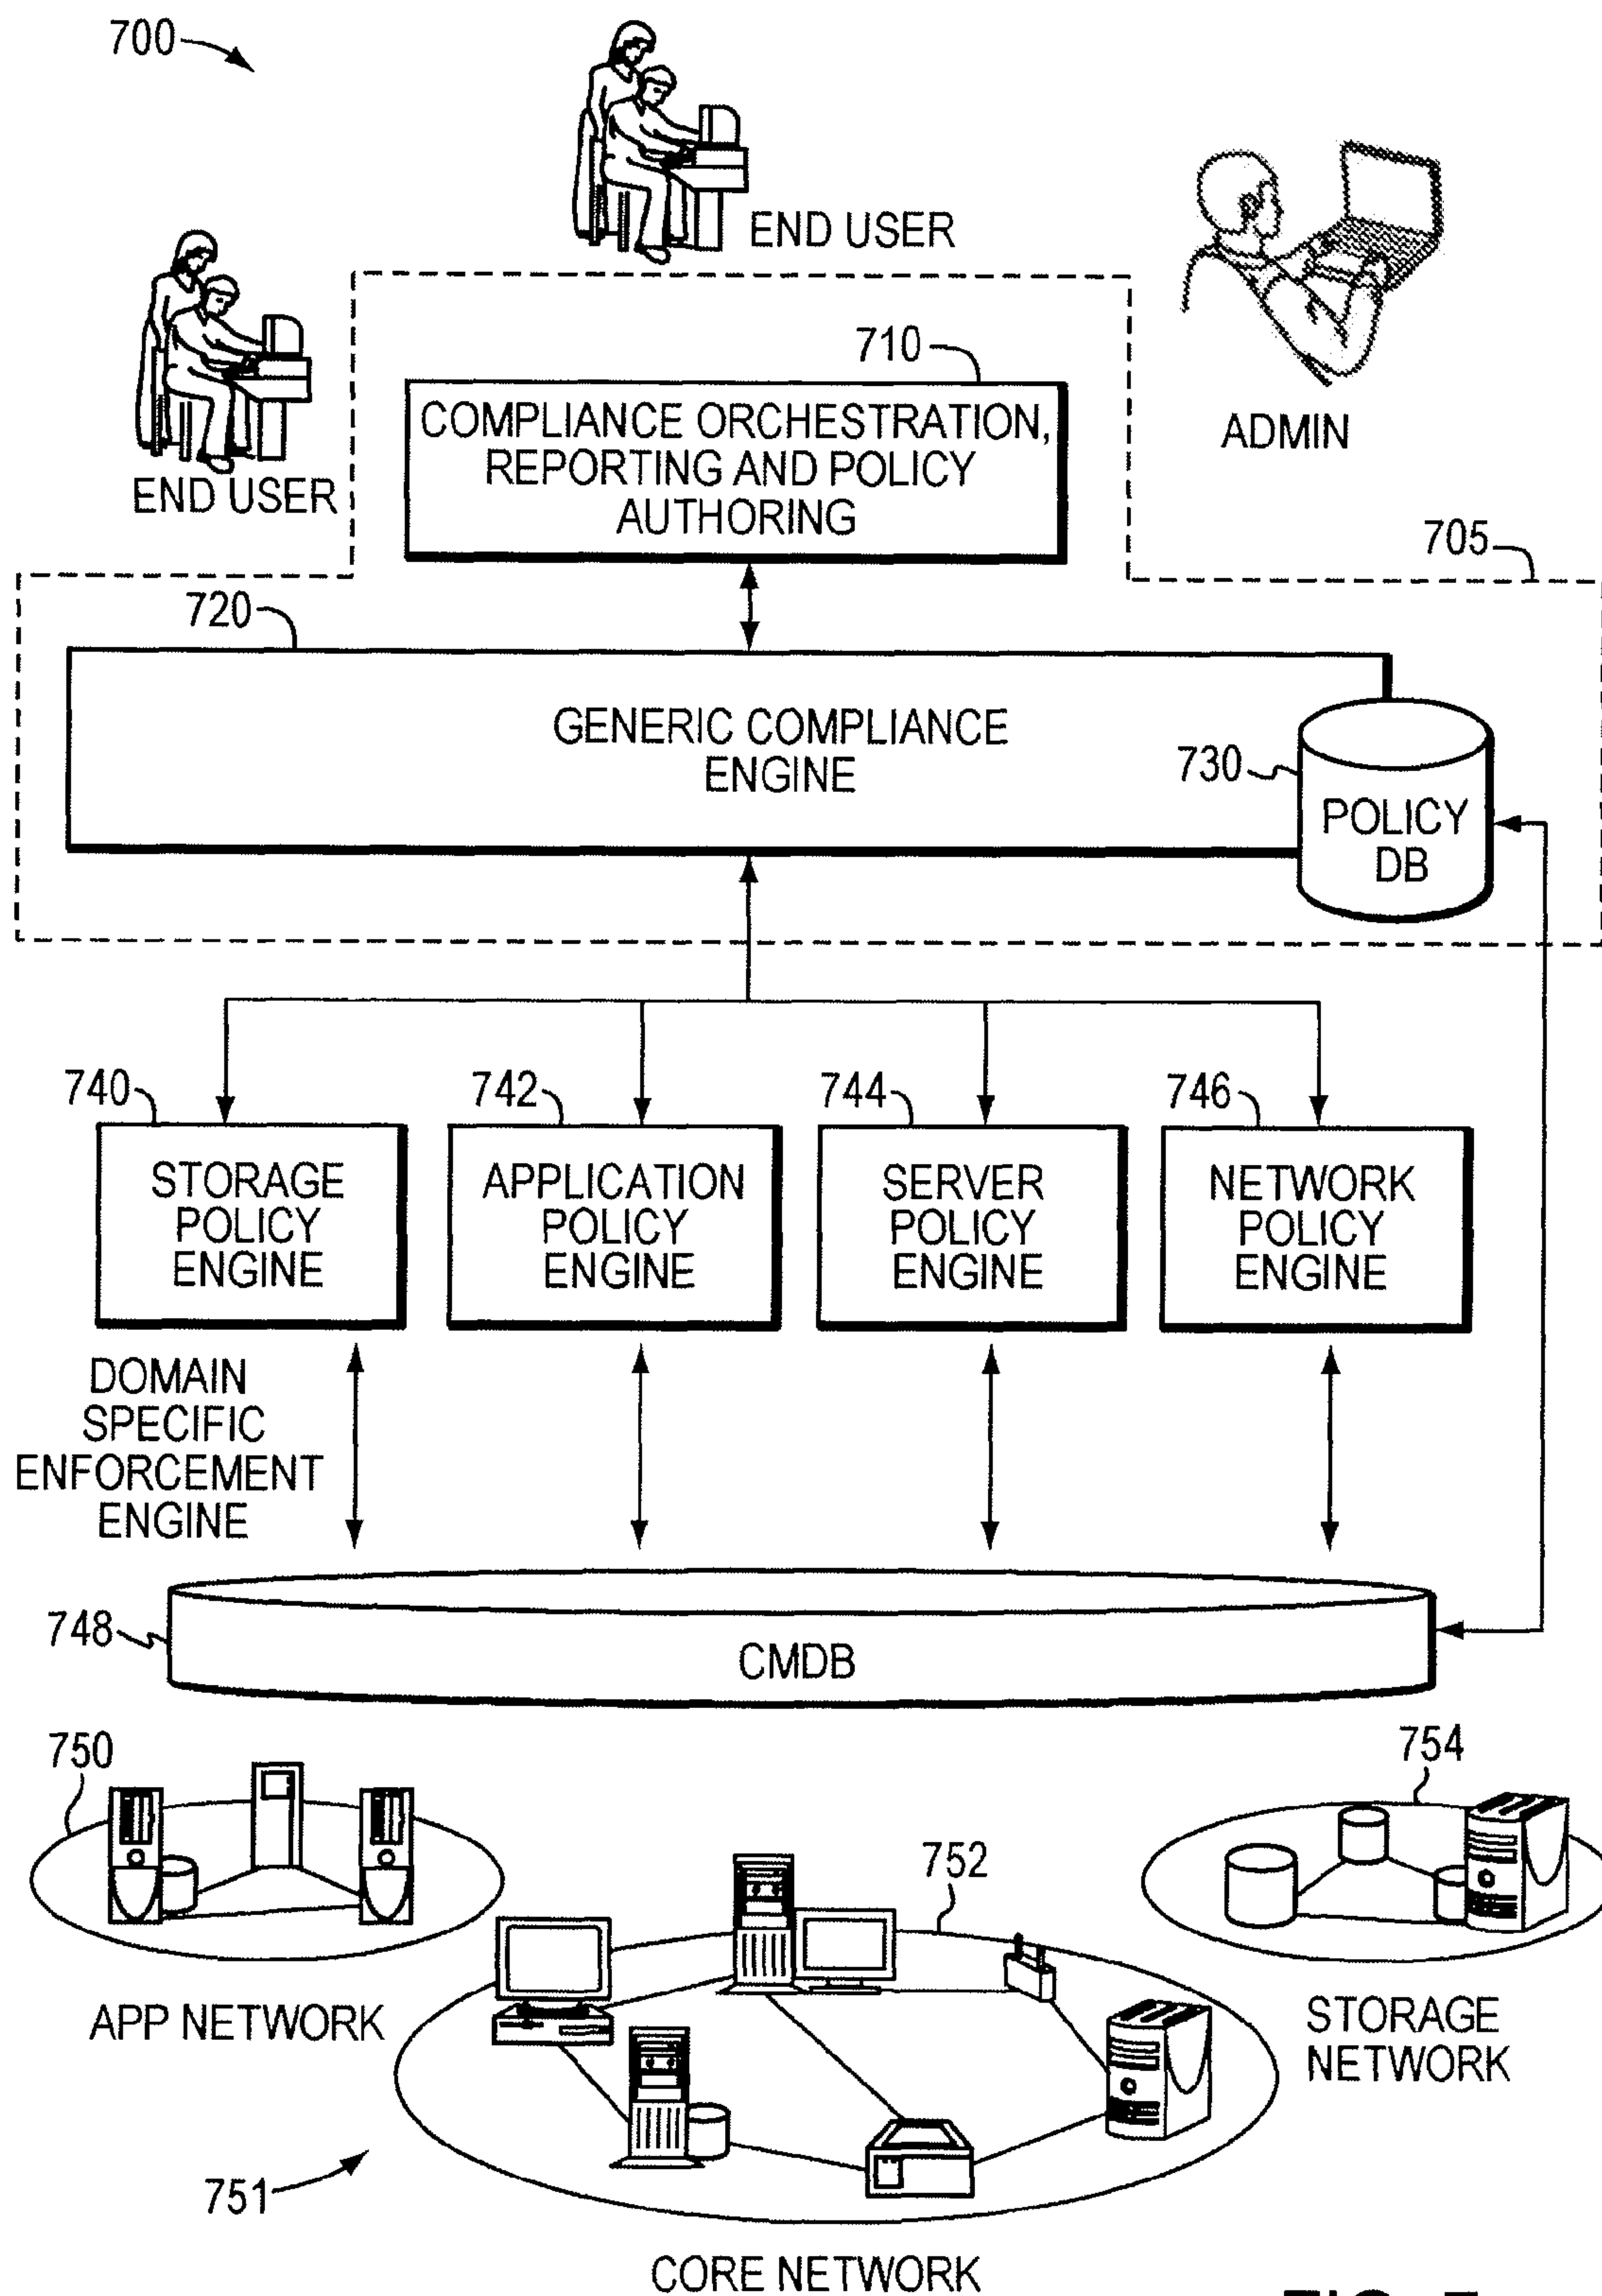 700
END USER
END USER
ADMIN
710
COMPLIANCE ORCHESTRATION,
REPORTING AND POLICY
AUTHORING
705
720
GENERIC COMPLIANCE
ENGINE
730
POLICY
DB
740
742
744
746
STORAGE
POLICY
ENGINE
APPLICATION
POLICY
ENGINE
SERVER
POLICY
ENGINE
NETWORK
POLICY
ENGINE
DOMAIN
SPECIFIC
ENFORCEMENT
ENGINE
748
CMDB
750
754
752
APP NETWORK
STORAGE
NETWORK
751
CORE NETWORK